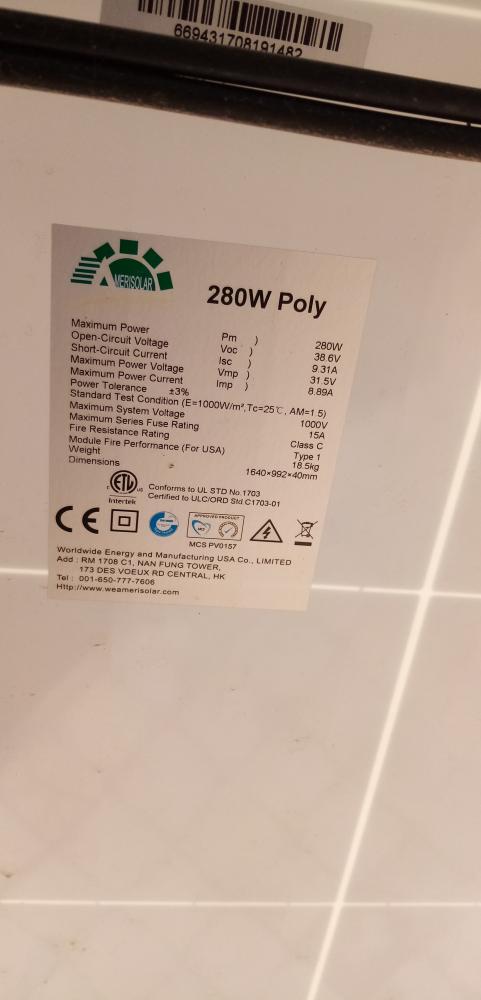 669431708191482
AMERISOLAR
280W Poly
Maximum Power Pm ) 280W
Open-Circuit Voltage Voc ) 38.6V
Short-Circuit Current Isc ) 9.31A
Maximum Power Voltage Vmp ) 31.5V
Maximum Power Current Imp ) 8.89A
Power Tolerance ±3%
Standard Test Condition (E=1000W/m², Tc=25℃, AM=1.5)
Maximum System Voltage 1000V
Maximum Series Fuse Rating 15A
Fire Resistance Rating Class C
Module Fire Performance (For USA) Type 1
Weight 18.5kg
Dimensions 1640×992×40mm
ETL
c us
Intertek
Conforms to UL STD No.1703
Certified to ULC/ORD Std.C1703-01
CE
APPROVED PRODUCT
MCS PV0157
Worldwide Energy and Manufacturing USA Co., LIMITED
Add : RM 1708 C1, NAN FUNG TOWER,
173 DES VOEUX RD CENTRAL, HK
Tel : 001-650-777-7606
Http://www.weamerisolar.com